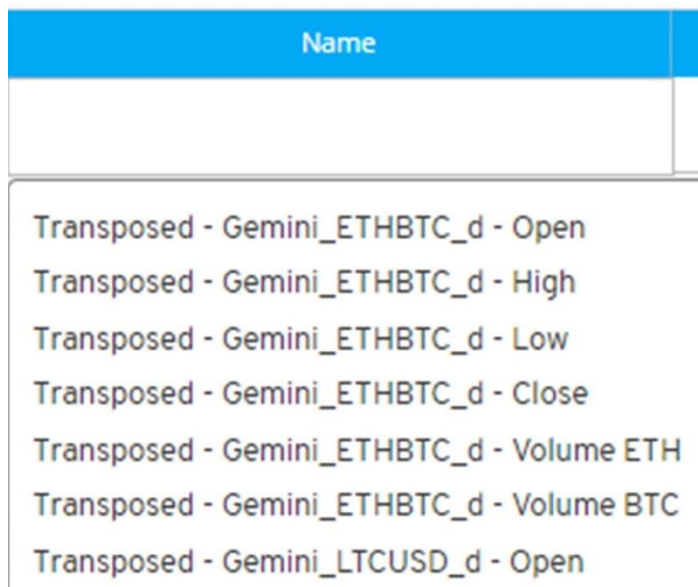 Name
Transposed - Gemini_ETHBTC_d - Open
Transposed - Gemini_ETHBTC_d - High
Transposed - Gemini_ETHBTC_d - Low
Transposed - Gemini_ETHBTC_d - Close
Transposed - Gemini_ETHBTC_d - Volume ETH
Transposed - Gemini_ETHBTC_d - Volume BTC
Transposed - Gemini_LTCUSD_d - Open